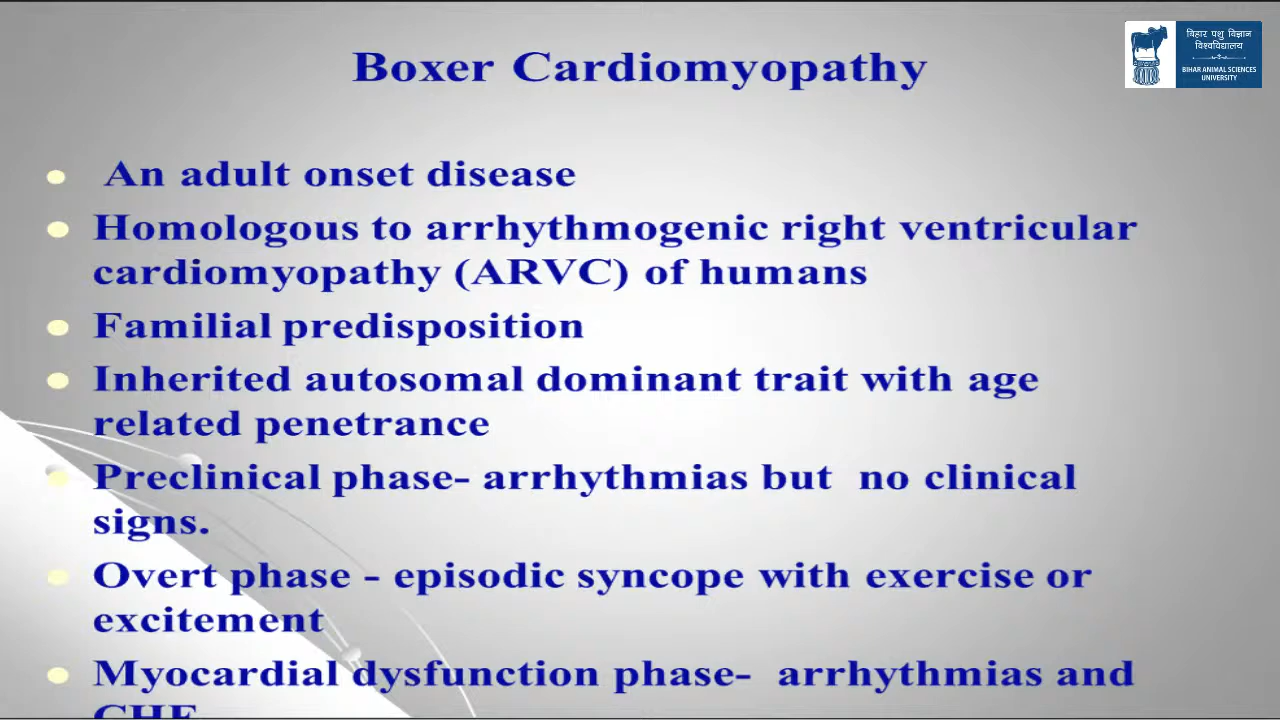 Boxer Cardiomyopathy
बिहार पशु विज्ञान
विश्वविद्यालय
BIHAR ANIMAL SCIENCES
UNIVERSITY
An adult onset disease
Homologous to arrhythmogenic right ventricular
cardiomyopathy (ARVC) of humans
Familial predisposition
Inherited autosomal dominant trait with age
related penetrance
Preclinical phase- arrhythmias but no clinical
signs.
Overt phase - episodic syncope with exercise or
excitement
Myocardial dysfunction phase- arrhythmias and
CHF